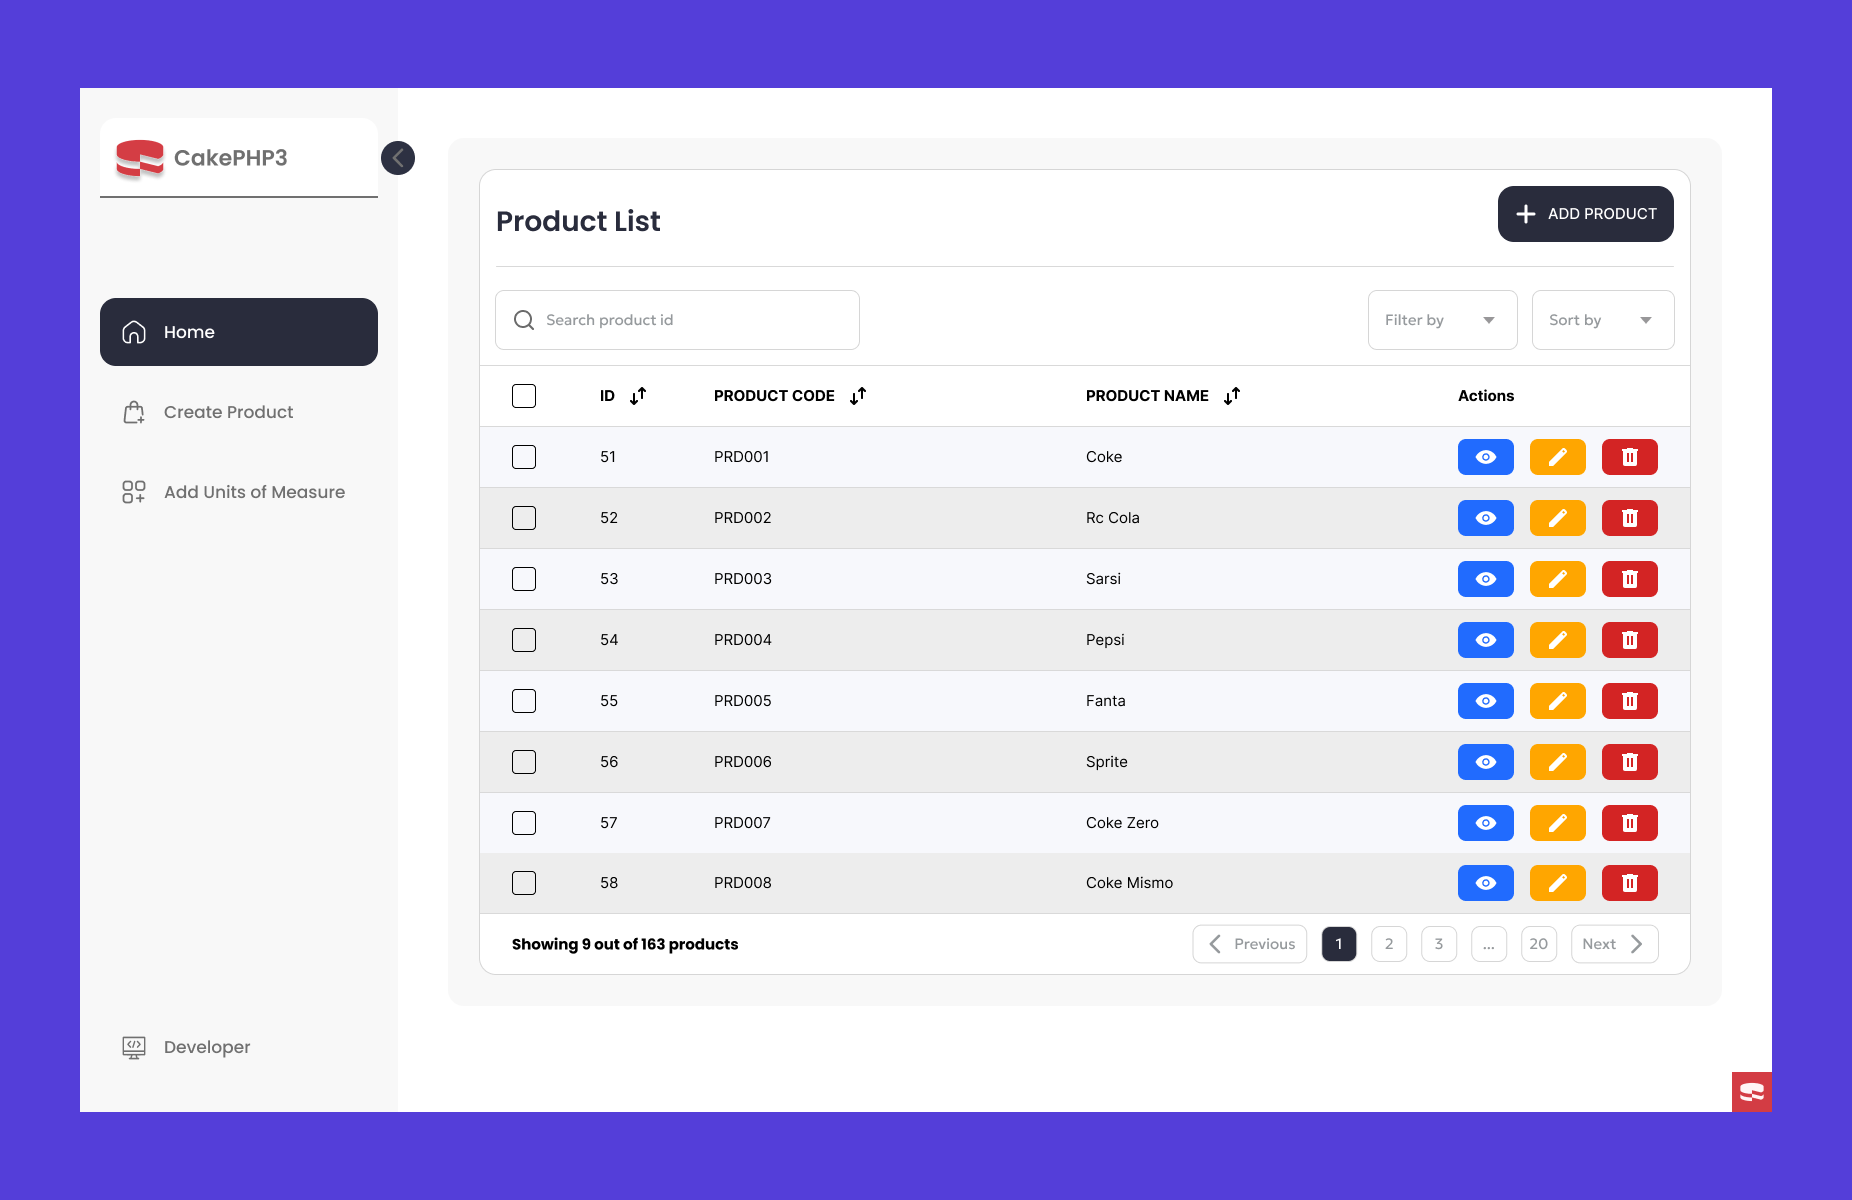 CakePHP3
Home
Create Product
Add Units of Measure
Developer
Product List
ADD PRODUCT
Search product id
Filter by
Sort by
ID PRODUCT CODE PRODUCT NAME Actions
51 PRD001 Coke
52 PRD002 Rc Cola
53 PRD003 Sarsi
54 PRD004 Pepsi
55 PRD005 Fanta
56 PRD006 Sprite
57 PRD007 Coke Zero
58 PRD008 Coke Mismo
Showing 9 out of 163 products
Previous 1 2 3 ... 20 Next